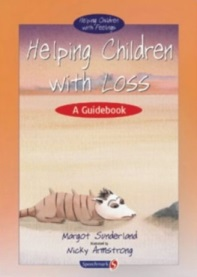 Helping Children
with Feelings
Helping Children
with Loss
A Guidebook
Margot Sunderland
Illustrated by
Nicky Armstrong
Speechmark